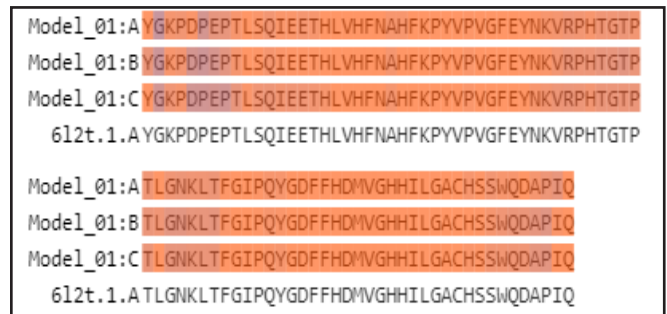 Model_01:A YGKPDPEPTLSQIEETHLVHFNAHFKPYVPVGFEYNKVRPHTGTP
Model_01:B YGKPDPEPTLSQIEETHLVHFNAHFKPYVPVGFEYNKVRPHTGTP
Model_01:C YGKPDPEPTLSQIEETHLVHFNAHFKPYVPVGFEYNKVRPHTGTP
6l2t.1.A YGKPDPEPTLSQIEETHLVHFNAHFKPYVPVGFEYNKVRPHTGTP
Model_01:A TLGNKLTFGIPQYGDFFHDMVGHHILGACHSSWQDAPIQ
Model_01:B TLGNKLTFGIPQYGDFFHDMVGHHILGACHSSWQDAPIQ
Model_01:C TLGNKLTFGIPQYGDFFHDMVGHHILGACHSSWQDAPIQ
6l2t.1.A TLGNKLTFGIPQYGDFFHDMVGHHILGACHSSWQDAPIQ